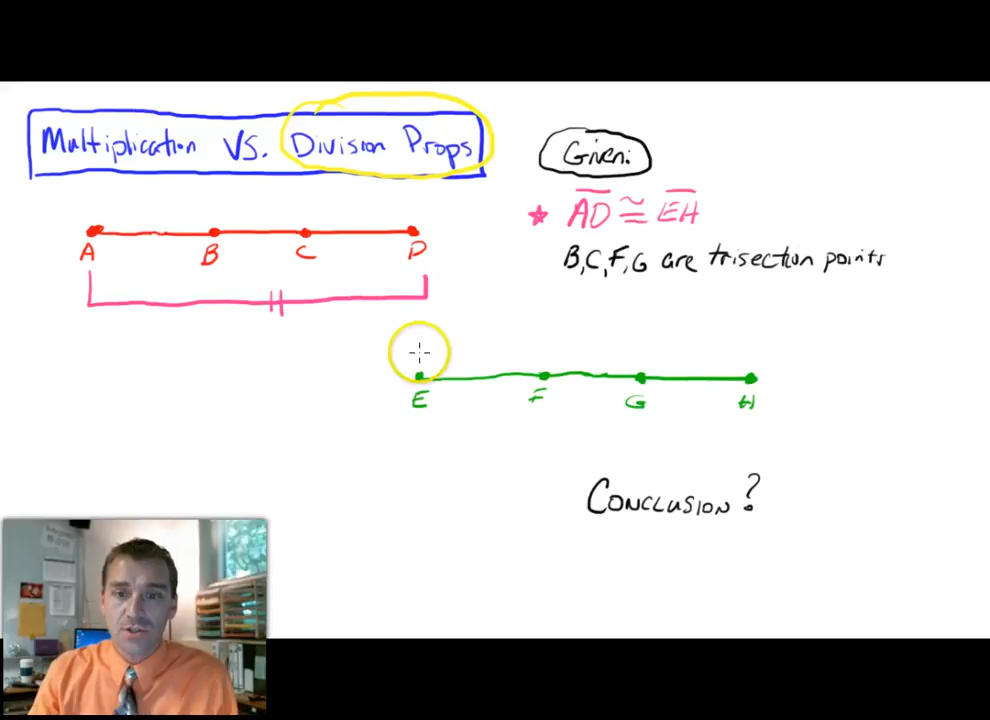 Multiplication VS. Division Props
Given:
★ AD ≅ EH
B,C,F,G are trisection points
A B C D
E F G H
CONCLUSION?